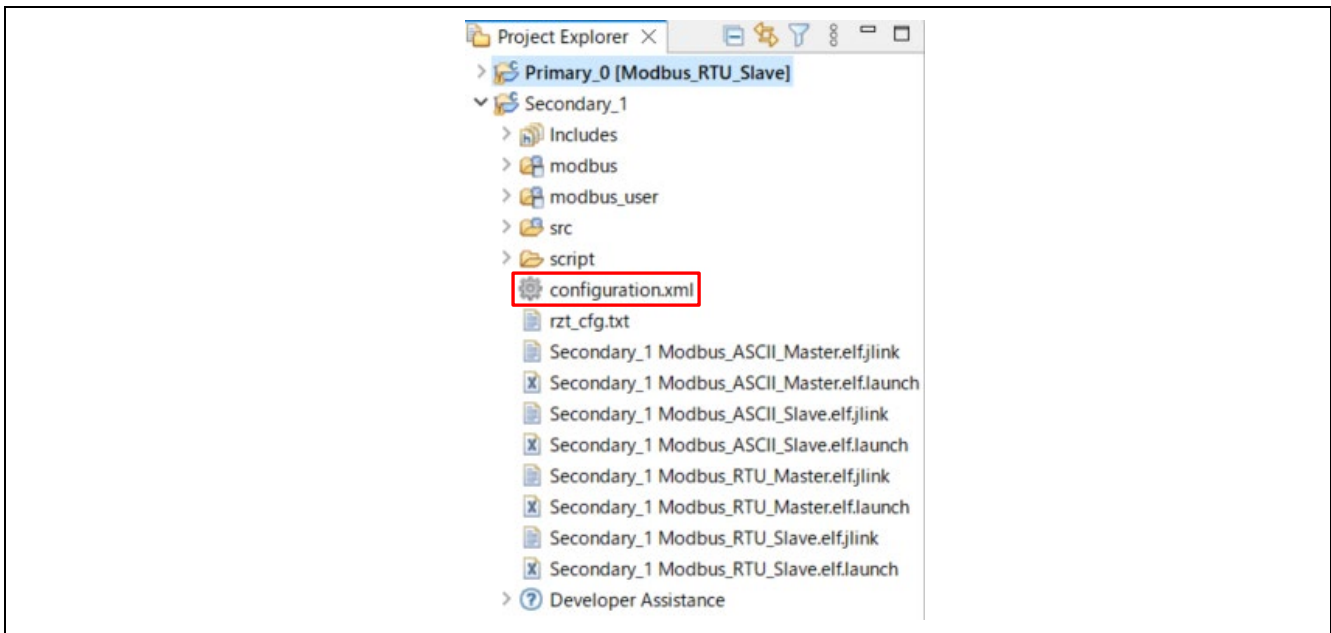 Project Explorer
Primary_0 [Modbus_RTU_Slave]
Secondary_1
Includes
modbus
modbus_user
src
script
configuration.xml
rzt_cfg.txt
Secondary_1 Modbus_ASCII_Master.elf.jlink
Secondary_1 Modbus_ASCII_Master.elf.launch
Secondary_1 Modbus_ASCII_Slave.elf.jlink
Secondary_1 Modbus_ASCII_Slave.elf.launch
Secondary_1 Modbus_RTU_Master.elf.jlink
Secondary_1 Modbus_RTU_Master.elf.launch
Secondary_1 Modbus_RTU_Slave.elf.jlink
Secondary_1 Modbus_RTU_Slave.elf.launch
Developer Assistance